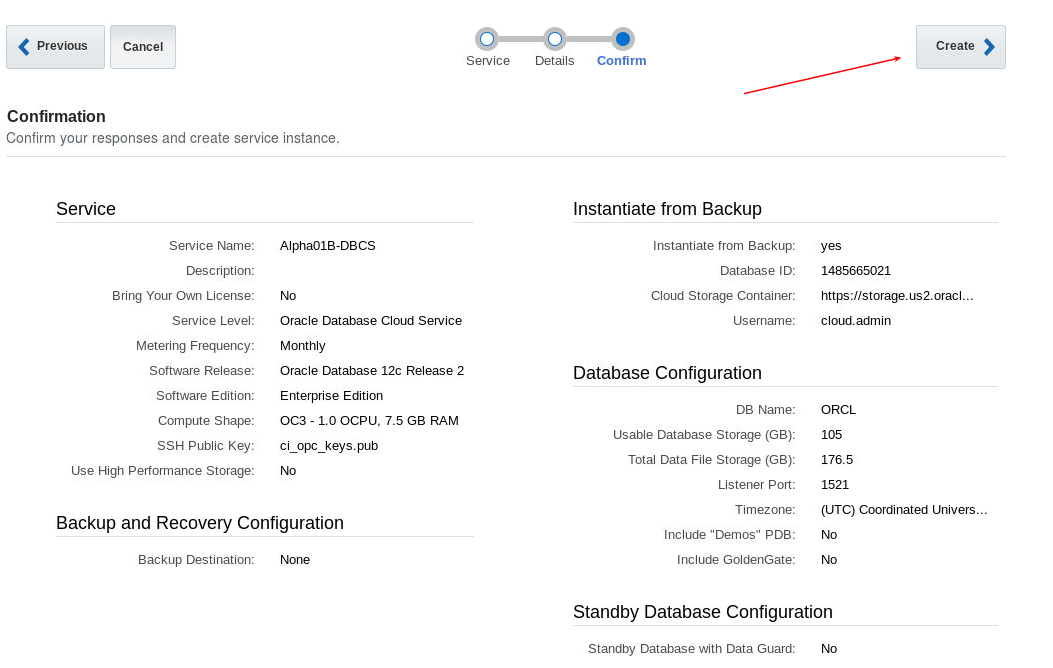 Previous
Cancel
Service
Details
Confirm
Create
Confirmation
Confirm your responses and create service instance.
Service
Service Name: Alpha01B-DBCS
Description:
Bring Your Own License: No
Service Level: Oracle Database Cloud Service
Metering Frequency: Monthly
Software Release: Oracle Database 12c Release 2
Software Edition: Enterprise Edition
Compute Shape: OC3 - 1.0 OCPU, 7.5 GB RAM
SSH Public Key: ci_opc_keys.pub
Use High Performance Storage: No
Backup and Recovery Configuration
Backup Destination: None
Instantiate from Backup
Instantiate from Backup: yes
Database ID: 1485665021
Cloud Storage Container: https://storage.us2.oracl...
Username: cloud.admin
Database Configuration
DB Name: ORCL
Usable Database Storage (GB): 105
Total Data File Storage (GB): 176.5
Listener Port: 1521
Timezone: (UTC) Coordinated Univers...
Include "Demos" PDB: No
Include GoldenGate: No
Standby Database Configuration
Standby Database with Data Guard: No